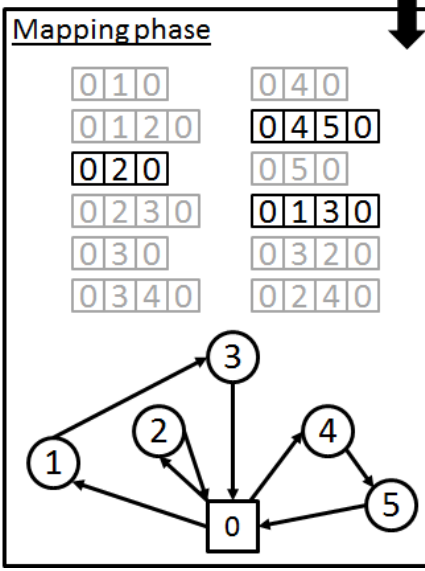 Mapping phase
0 1 0 0 4 0
0 1 2 0 0 4 5 0
0 2 0 0 5 0
0 2 3 0 0 1 3 0
0 3 0 0 3 2 0
0 3 4 0 0 2 4 0
3
2 4
1
5
0